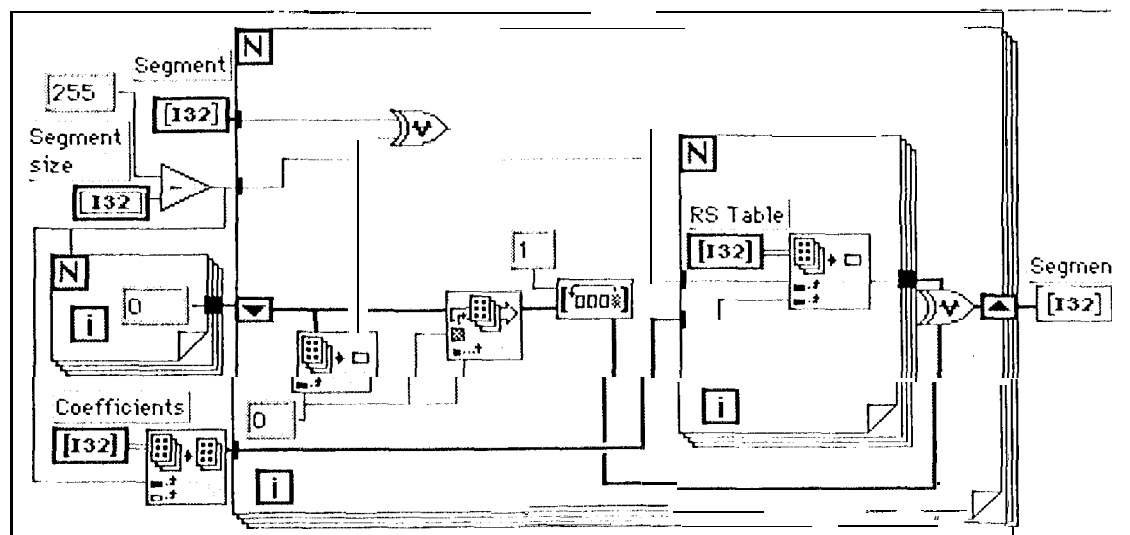 N
Segment
255
[I32]
Segment
size
I32
N
RS Table
[I32]
1
Segmen
[I32]
N
0
i
i
Coefficients
0
[I32]
i